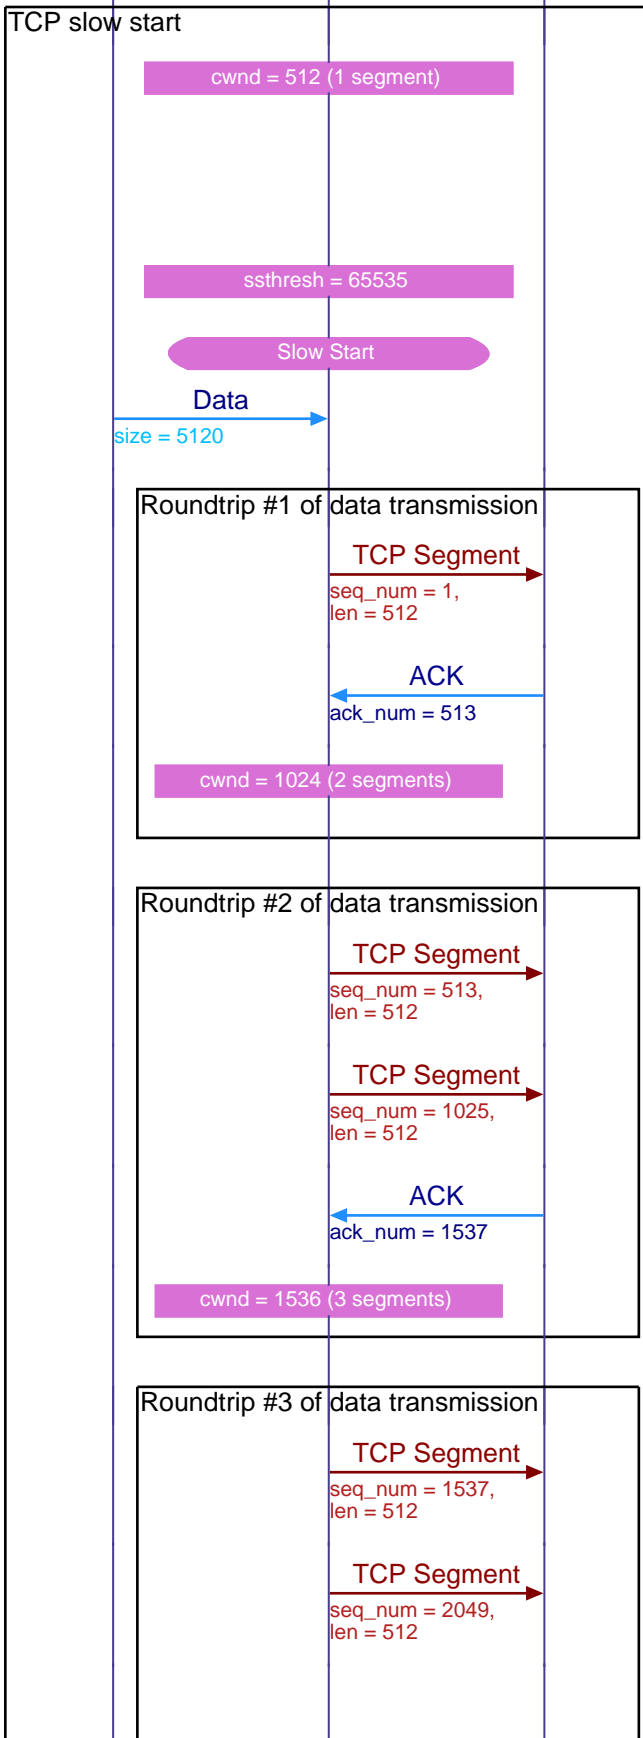 TCP slow start
cwnd = 512 (1 segment)
ssthresh = 65535
Slow Start
Data
size = 5120
Roundtrip #1 of data transmission
TCP Segment
seq_num = 1,
len = 512
ACK
ack_num = 513
cwnd = 1024 (2 segments)
Roundtrip #2 of data transmission
TCP Segment
seq_num = 513,
len = 512
TCP Segment
seq_num = 1025,
len = 512
ACK
ack_num = 1537
cwnd = 1536 (3 segments)
Roundtrip #3 of data transmission
TCP Segment
seq_num = 1537,
len = 512
TCP Segment
seq_num = 2049,
len = 512